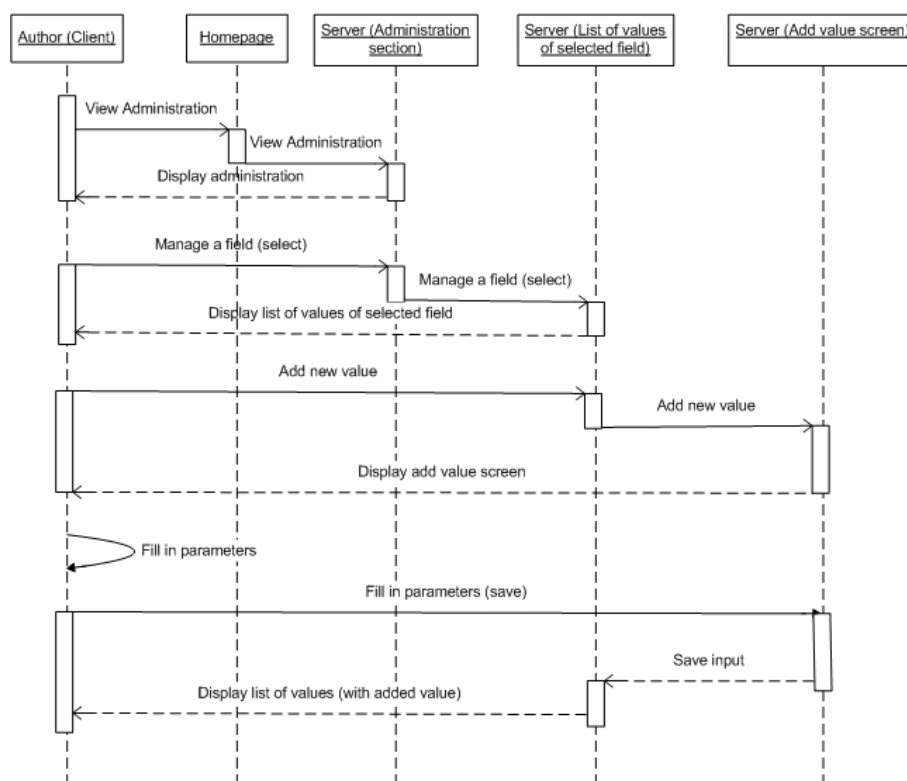 Author (Client)
Homepage
Server (Administration
section)
Server (List of values
of selected field)
Server (Add value screen)
View Administration
View Administration
Display administration
Manage a field (select)
Manage a field (select)
Display list of values of selected field
Add new value
Add new value
Display add value screen
Fill in parameters
Fill in parameters (save)
Save input
Display list of values (with added value)